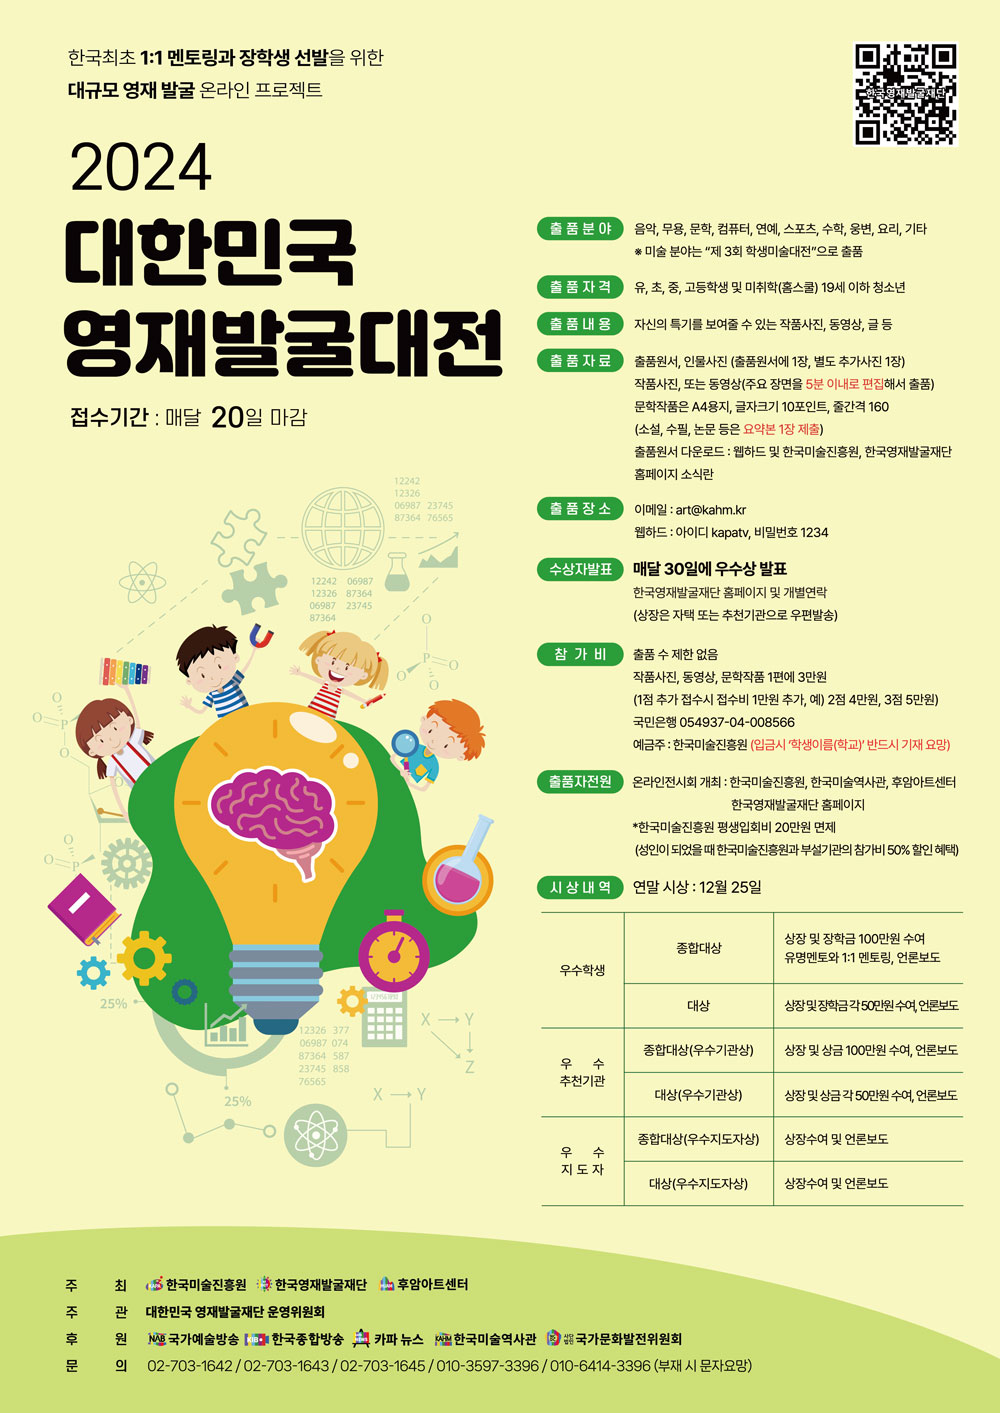 한국최초 1:1 멘토링과 장학생 선발을 위한
대규모 영재 발굴 온라인 프로젝트
한국영재발굴재단
2024
대한민국
영재발굴대전
접수기간 : 매달 20일 마감
출품분야 음악, 무용, 문학, 컴퓨터, 연예, 스포츠, 수학, 웅변, 요리, 기타
※ 미술 분야는 “제 3회 학생미술대전”으로 출품
출품자격 유, 초, 중, 고등학생 및 미취학(홈스쿨) 19세 이하 청소년
출품내용 자신의 특기를 보여줄 수 있는 작품사진, 동영상, 글 등
출품자료 출품원서, 인물사진 (출품원서에 1장, 별도 추가사진 1장)
작품사진, 또는 동영상(주요 장면을 5분 이내로 편집해서 출품)
문학작품은 A4용지, 글자크기 10포인트, 줄간격 160
(소설, 수필, 논문 등은 요약본 1장 제출)
출품원서 다운로드 : 웹하드 및 한국미술진흥원, 한국영재발굴재단
홈페이지 소식란
출품장소 이메일 : art@kahm.kr
웹하드 : 아이디 kapatv, 비밀번호 1234
수상자발표 매달 30일에 우수상 발표
한국영재발굴재단 홈페이지 및 개별연락
(상장은 자택 또는 추천기관으로 우편발송)
참 가 비 출품 수 제한 없음
작품사진, 동영상, 문학작품 1편에 3만원
(1점 추가 접수시 접수비 1만원 추가, 예) 2점 4만원, 3점 5만원)
국민은행 054937-04-008566
예금주 : 한국미술진흥원 (입금시 ‘학생이름(학교)’ 반드시 기재 요망)
출품자전원 온라인전시회 개최 : 한국미술진흥원, 한국미술역사관, 후암아트센터
한국영재발굴재단 홈페이지
*한국미술진흥원 평생입회비 20만원 면제
(성인이 되었을 때 한국미술진흥원과 부설기관의 참가비 50% 할인 혜택)
시상내역 연말 시상 : 12월 25일
우수학생 종합대상 상장 및 장학금 100만원 수여
유명멘토와 1:1 멘토링, 언론보도
대상 상장 및 장학금 각 50만원 수여, 언론보도
우 수
추천기관
종합대상(우수기관상) 상장 및 상금 100만원 수여, 언론보도
대상(우수기관상) 상장 및 상금 각 50만원 수여, 언론보도
우 수
지 도 자
종합대상(우수지도자상) 상장수여 및 언론보도
대상(우수지도자상) 상장수여 및 언론보도
12242
12326
06987 23745
87364 76565
12242 06987
12326 87364
06987 23745
87364
O
O P O
O
O
O P O
O
O
O P
O
25%
12326 377
06987 074
87364 587
23745 858
76565
X Y
Z
25%
X Y
주 최 한국미술진흥원 한국영재발굴재단 후암아트센터
주 관 대한민국 영재발굴재단 운영위원회
후 원 NAB 국가예술방송 KIB 한국종합방송 카파 뉴스 KAHM 한국미술역사관 국가문화발전위원회
문 의 02-703-1642 / 02-703-1643 / 02-703-1645 / 010-3597-3396 / 010-6414-3396 (부재 시 문자요망)